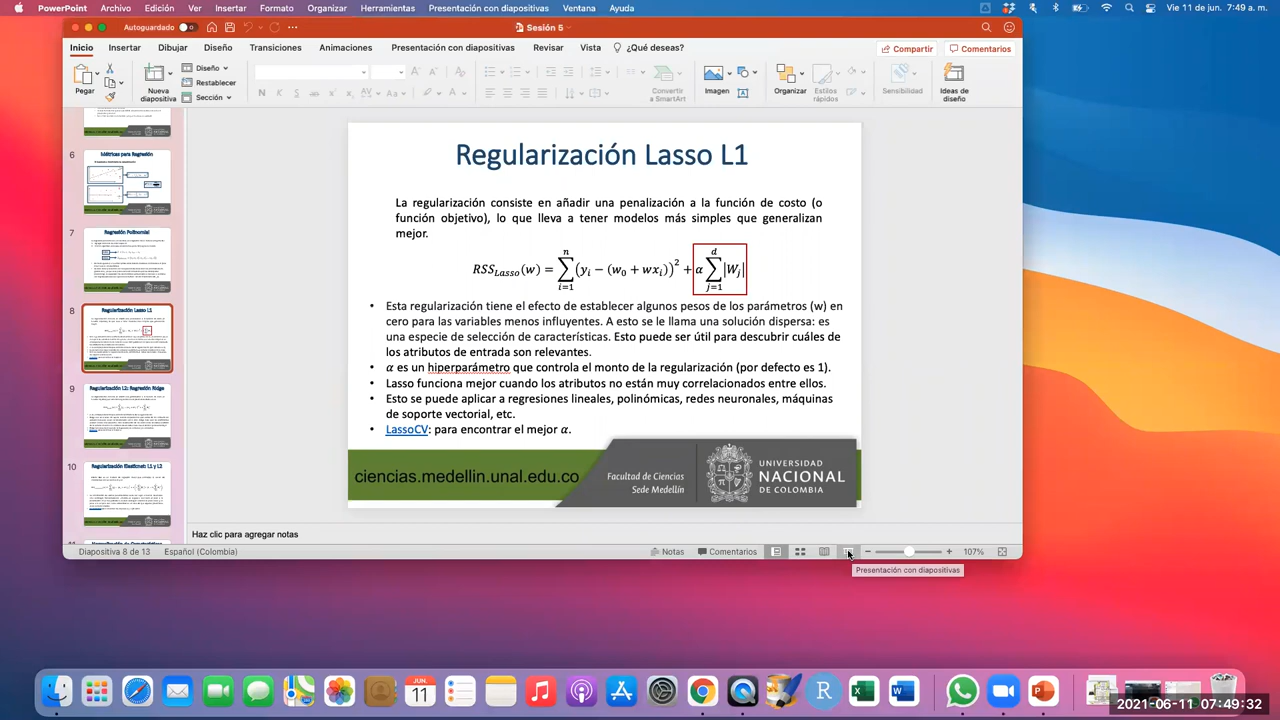 PowerPoint Archivo Edición Ver Insertar Formato Organizar Herramientas Presentación con diapositivas Ventana Ayuda
Vie 11 de jun. 7:49 a. m.
Autoguardado
Sesión 5
Inicio Insertar Dibujar Diseño Transiciones Animaciones Presentación con diapositivas Revisar Vista ¿Qué deseas?
Compartir Comentarios
Pegar
Nueva diapositiva
Diseño
Restablecer
Sección
Convertir a SmartArt
Imagen
Organizar
Estilos rápidos
Sensibilidad
Ideas de diseño
6
Métricas para Regresión
7
Regresión Polinomial
8
Regularización Lasso L1
9
Regularización L2: Regresión Ridge
10
Regularización Elasticnet: L1 y L2
Regularización Lasso L1
La regularización consiste en añadir una penalización a la función de costo (o
función objetivo), lo que lleva a tener modelos más simples que generalizan
mejor.
RSS_{Lasso}(w) = \sum_{i=1}^{n}(y_i − (w_0 + wx_i))^2 + α\sum_{j=1}^{d}|w_j|
• Esta regularización tiene el efecto de establecer algunos pesos de los parámetros (w) en
cero para las variables menos influyentes. A esto se le llama una solución dispersa: es
una especie de selección de características. Esto puede ser útil para descubrir cuáles de
los atributos de entrada son relevantes.
• α es un hiperparámetro que controla el monto de la regularización (por defecto es 1).
• Lasso funciona mejor cuando los atributos no están muy correlacionados entre ellos.
• Esto se puede aplicar a regresiones lineales, polinómicas, redes neuronales, máquinas
de soporte vectorial, etc.
• LassoCV: para encontrar el mejor α.
ciencias.medellin.unal.edu.co
Facultad de Ciencias
Sede Medellín
UNIVERSIDAD
NACIONAL
DE COLOMBIA
Haz clic para agregar notas
Diapositiva 8 de 13 Español (Colombia)
Notas Comentarios 107%
Presentación con diapositivas
JUN.
11
2021-06-11 07:49:32